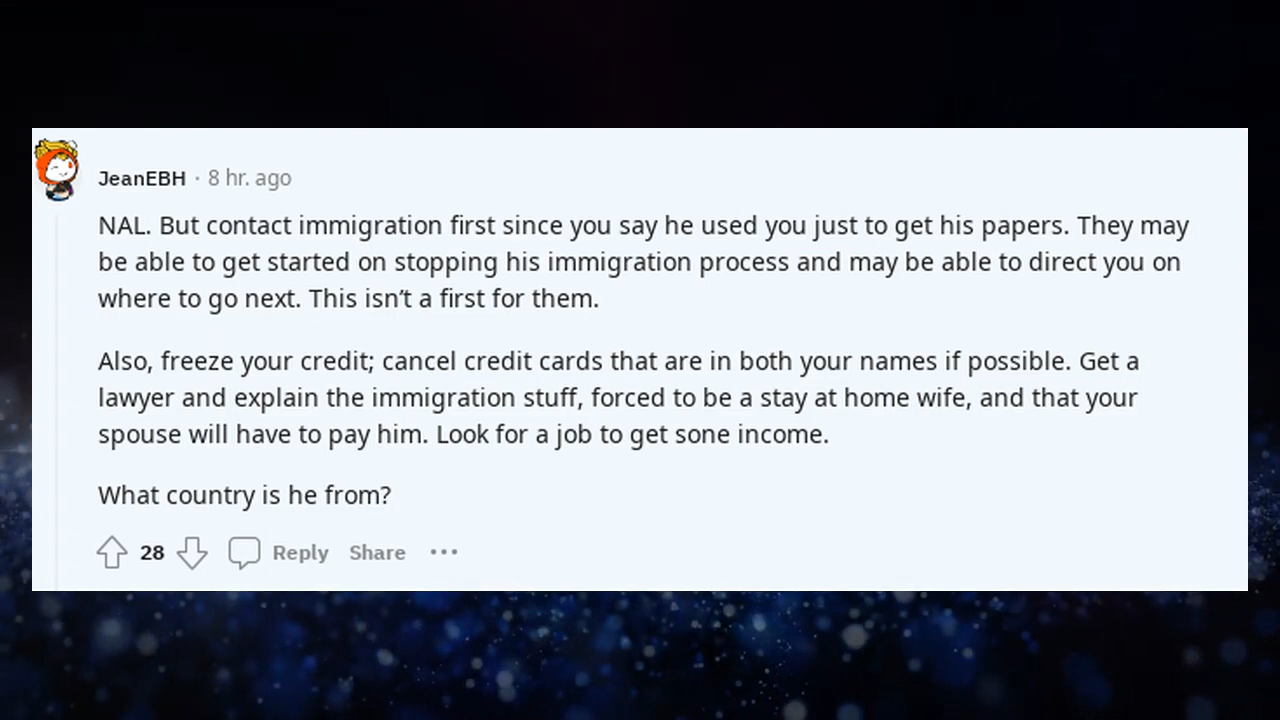 JeanEBH · 8 hr. ago
NAL. But contact immigration first since you say he used you just to get his papers. They may
be able to get started on stopping his immigration process and may be able to direct you on
where to go next. This isn’t a first for them.
Also, freeze your credit; cancel credit cards that are in both your names if possible. Get a
lawyer and explain the immigration stuff, forced to be a stay at home wife, and that your
spouse will have to pay him. Look for a job to get sone income.
What country is he from?
28 Reply Share ···